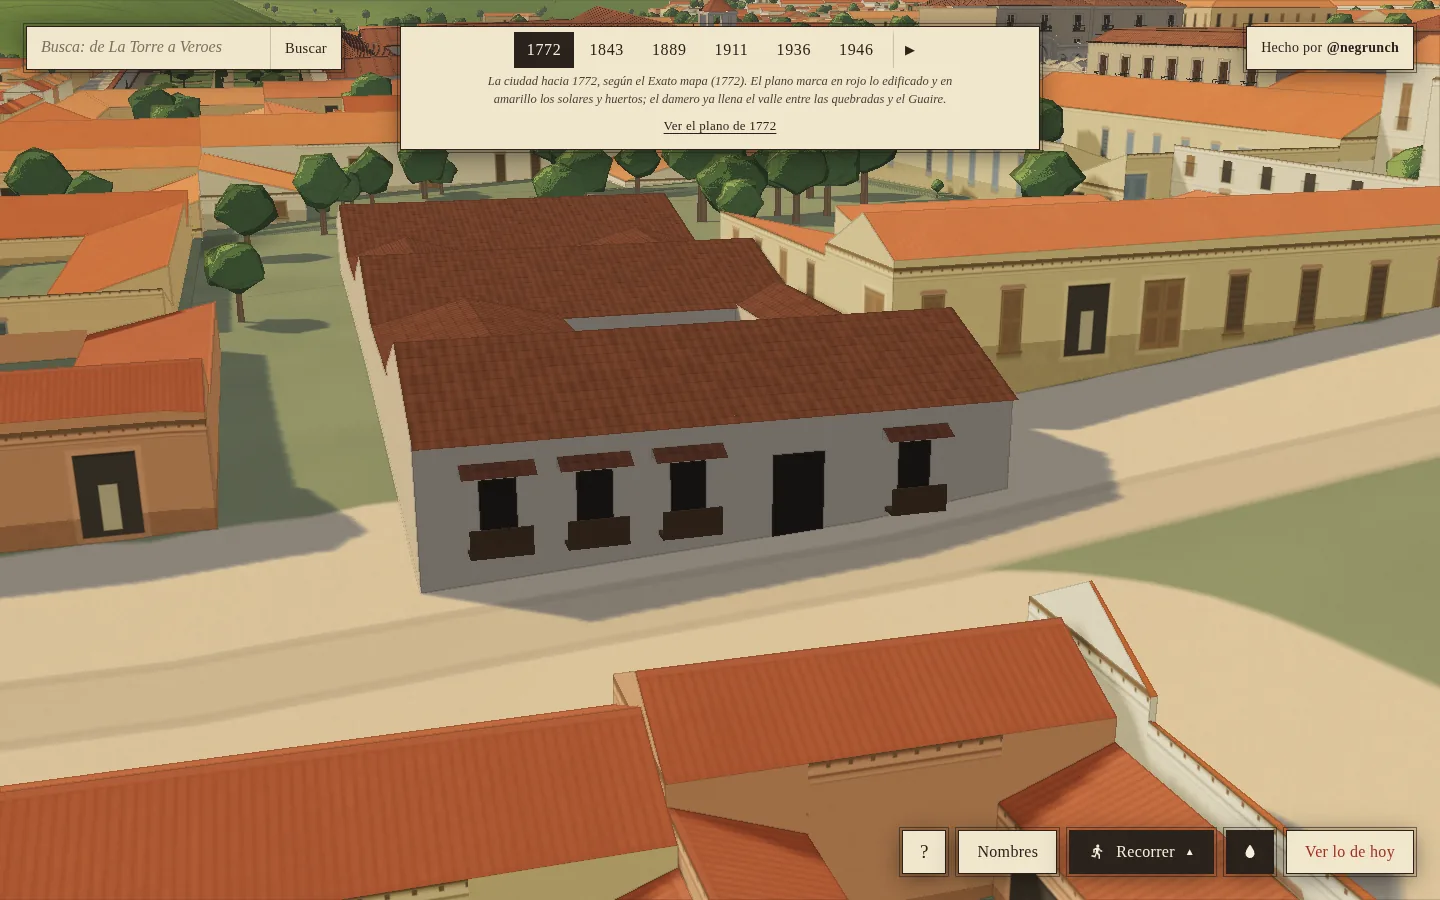 Busca: de La Torre a Veroes
Buscar
1772 1843 1889 1911 1936 1946 ▶
La ciudad hacia 1772, según el Exato mapa (1772). El plano marca en rojo lo edificado y en
amarillo los solares y huertos; el damero ya llena el valle entre las quebradas y el Guaire.
Ver el plano de 1772
Hecho por @negrunch
?
Nombres
Recorrer ▲
Ver lo de hoy